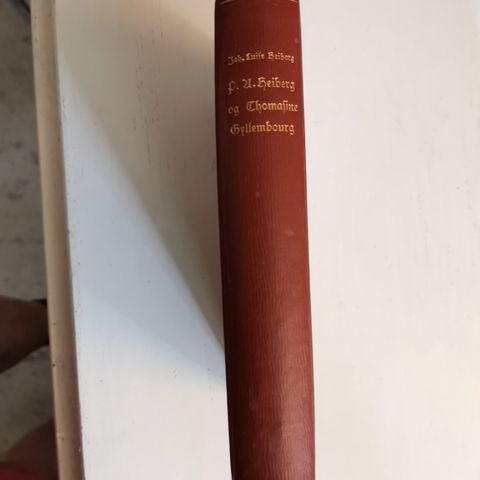 Joh. Luise Heiberg
P. A. Heiberg
og Thomasine
Gyllembourg